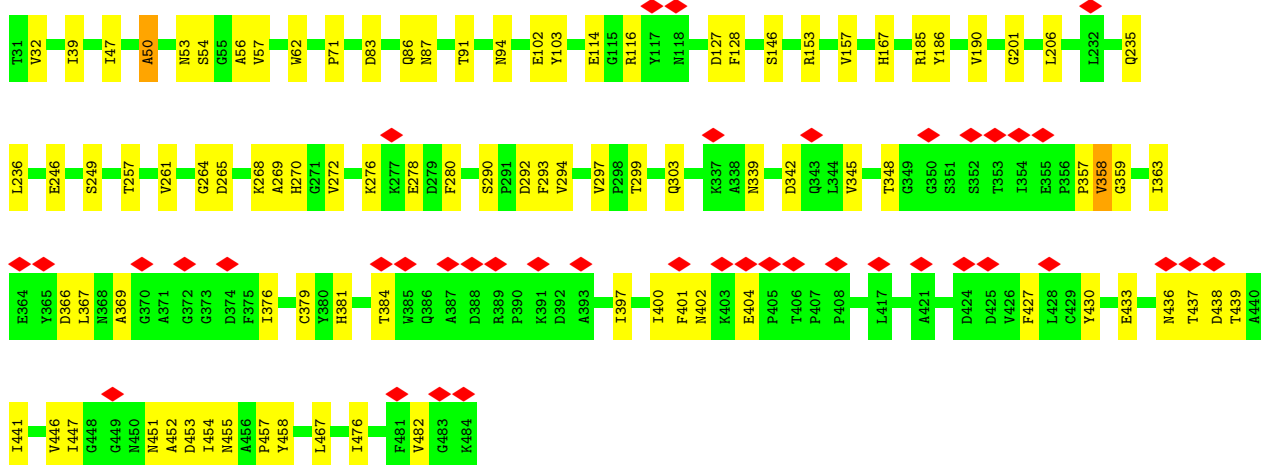 T31 V32 I39 I47 A50 N53 S54 G55 A56 V57 W62 P71 D83 Q86 N87 T91 N94 E102 Y103 E114 G115 R116 Y117 N118 D127 F128 S146 R153 V157 H167 R185 Y186 V190 G201 L206 L232 Q235
L236 E246 S249 T257 V261 G264 D265 K268 A269 H270 G271 V272 K276 K277 E278 D279 F280 S290 P291 D292 F293 V294 V297 P298 T299 Q303 K337 A338 N339 D342 Q343 L344 V345 T348 G349 G350 S351 S352 T353 I354 E355 P356 P357 V358 G359 I363
E364 Y365 D366 L367 N368 A369 G370 A371 G372 G373 D374 F375 I376 C379 Y380 H381 T384 W385 Q386 A387 D388 R389 P390 K391 D392 A393 I397 I400 F401 N402 K403 E404 P405 T406 P407 P408 L417 A421 D424 D425 V426 F427 L428 C429 Y430 E433 N436 T437 D438 T439 A440
I441 V446 I447 G448 G449 N450 N451 A452 D453 I454 N455 A456 P457 Y458 L467 I476 F481 V482 G483 K484